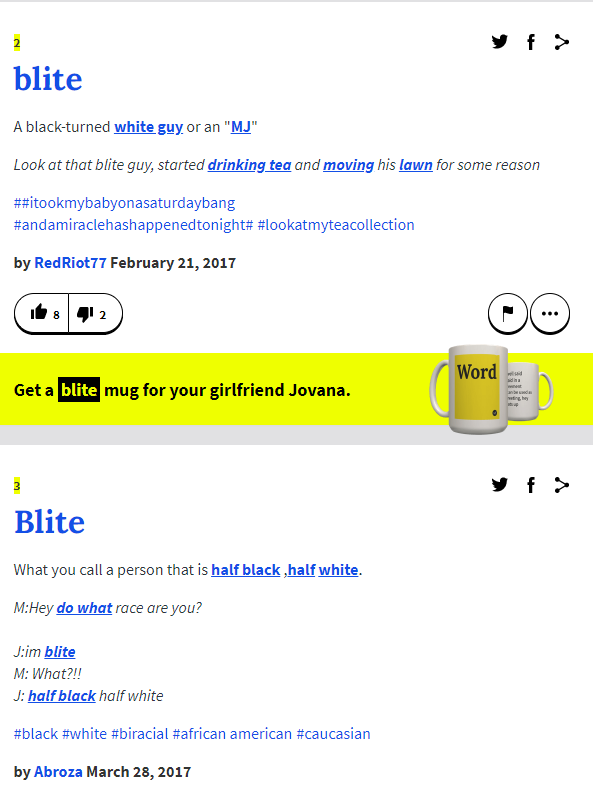 2
blite
A black-turned white guy or an "MJ"
Look at that blite guy, started drinking tea and moving his lawn for some reason
##itookmybabyonasaturdaybang
#andamiraclehashappenedtonight# #lookatmyteacollection
by RedRiot77 February 21, 2017
8 2
Get a blite mug for your girlfriend Jovana.
Word
3
Blite
What you call a person that is half black ,half white.
M:Hey do what race are you?
J:im blite
M: What?!!
J: half black half white
#black #white #biracial #african american #caucasian
by Abroza March 28, 2017